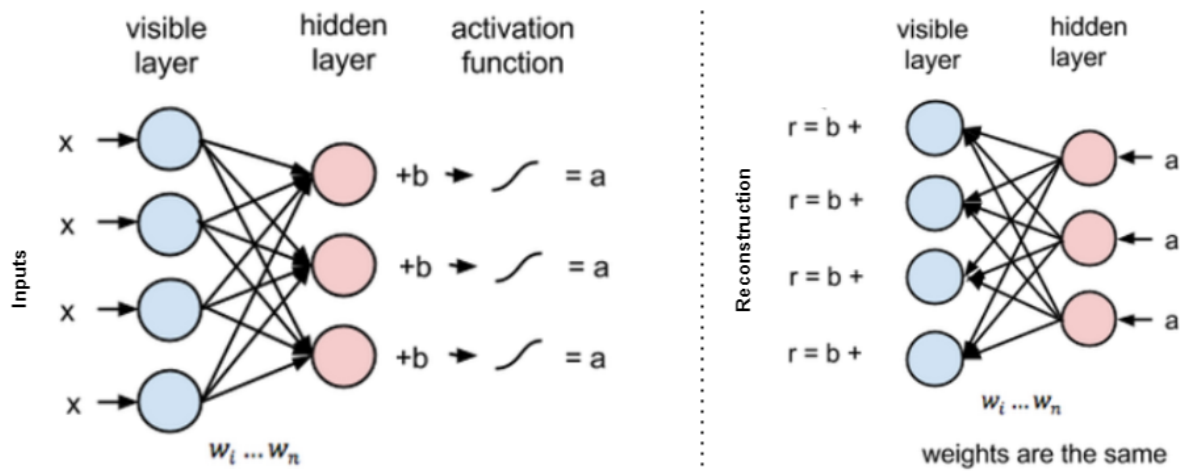 visible
layer
hidden
layer
activation
function
Inputs
x
x
x
x
+b
= a
+b
= a
+b
= a
wᵢ ... wₙ
visible
layer
hidden
layer
Reconstruction
r = b +
r = b +
r = b +
r = b +
a
a
a
wᵢ ... wₙ
weights are the same